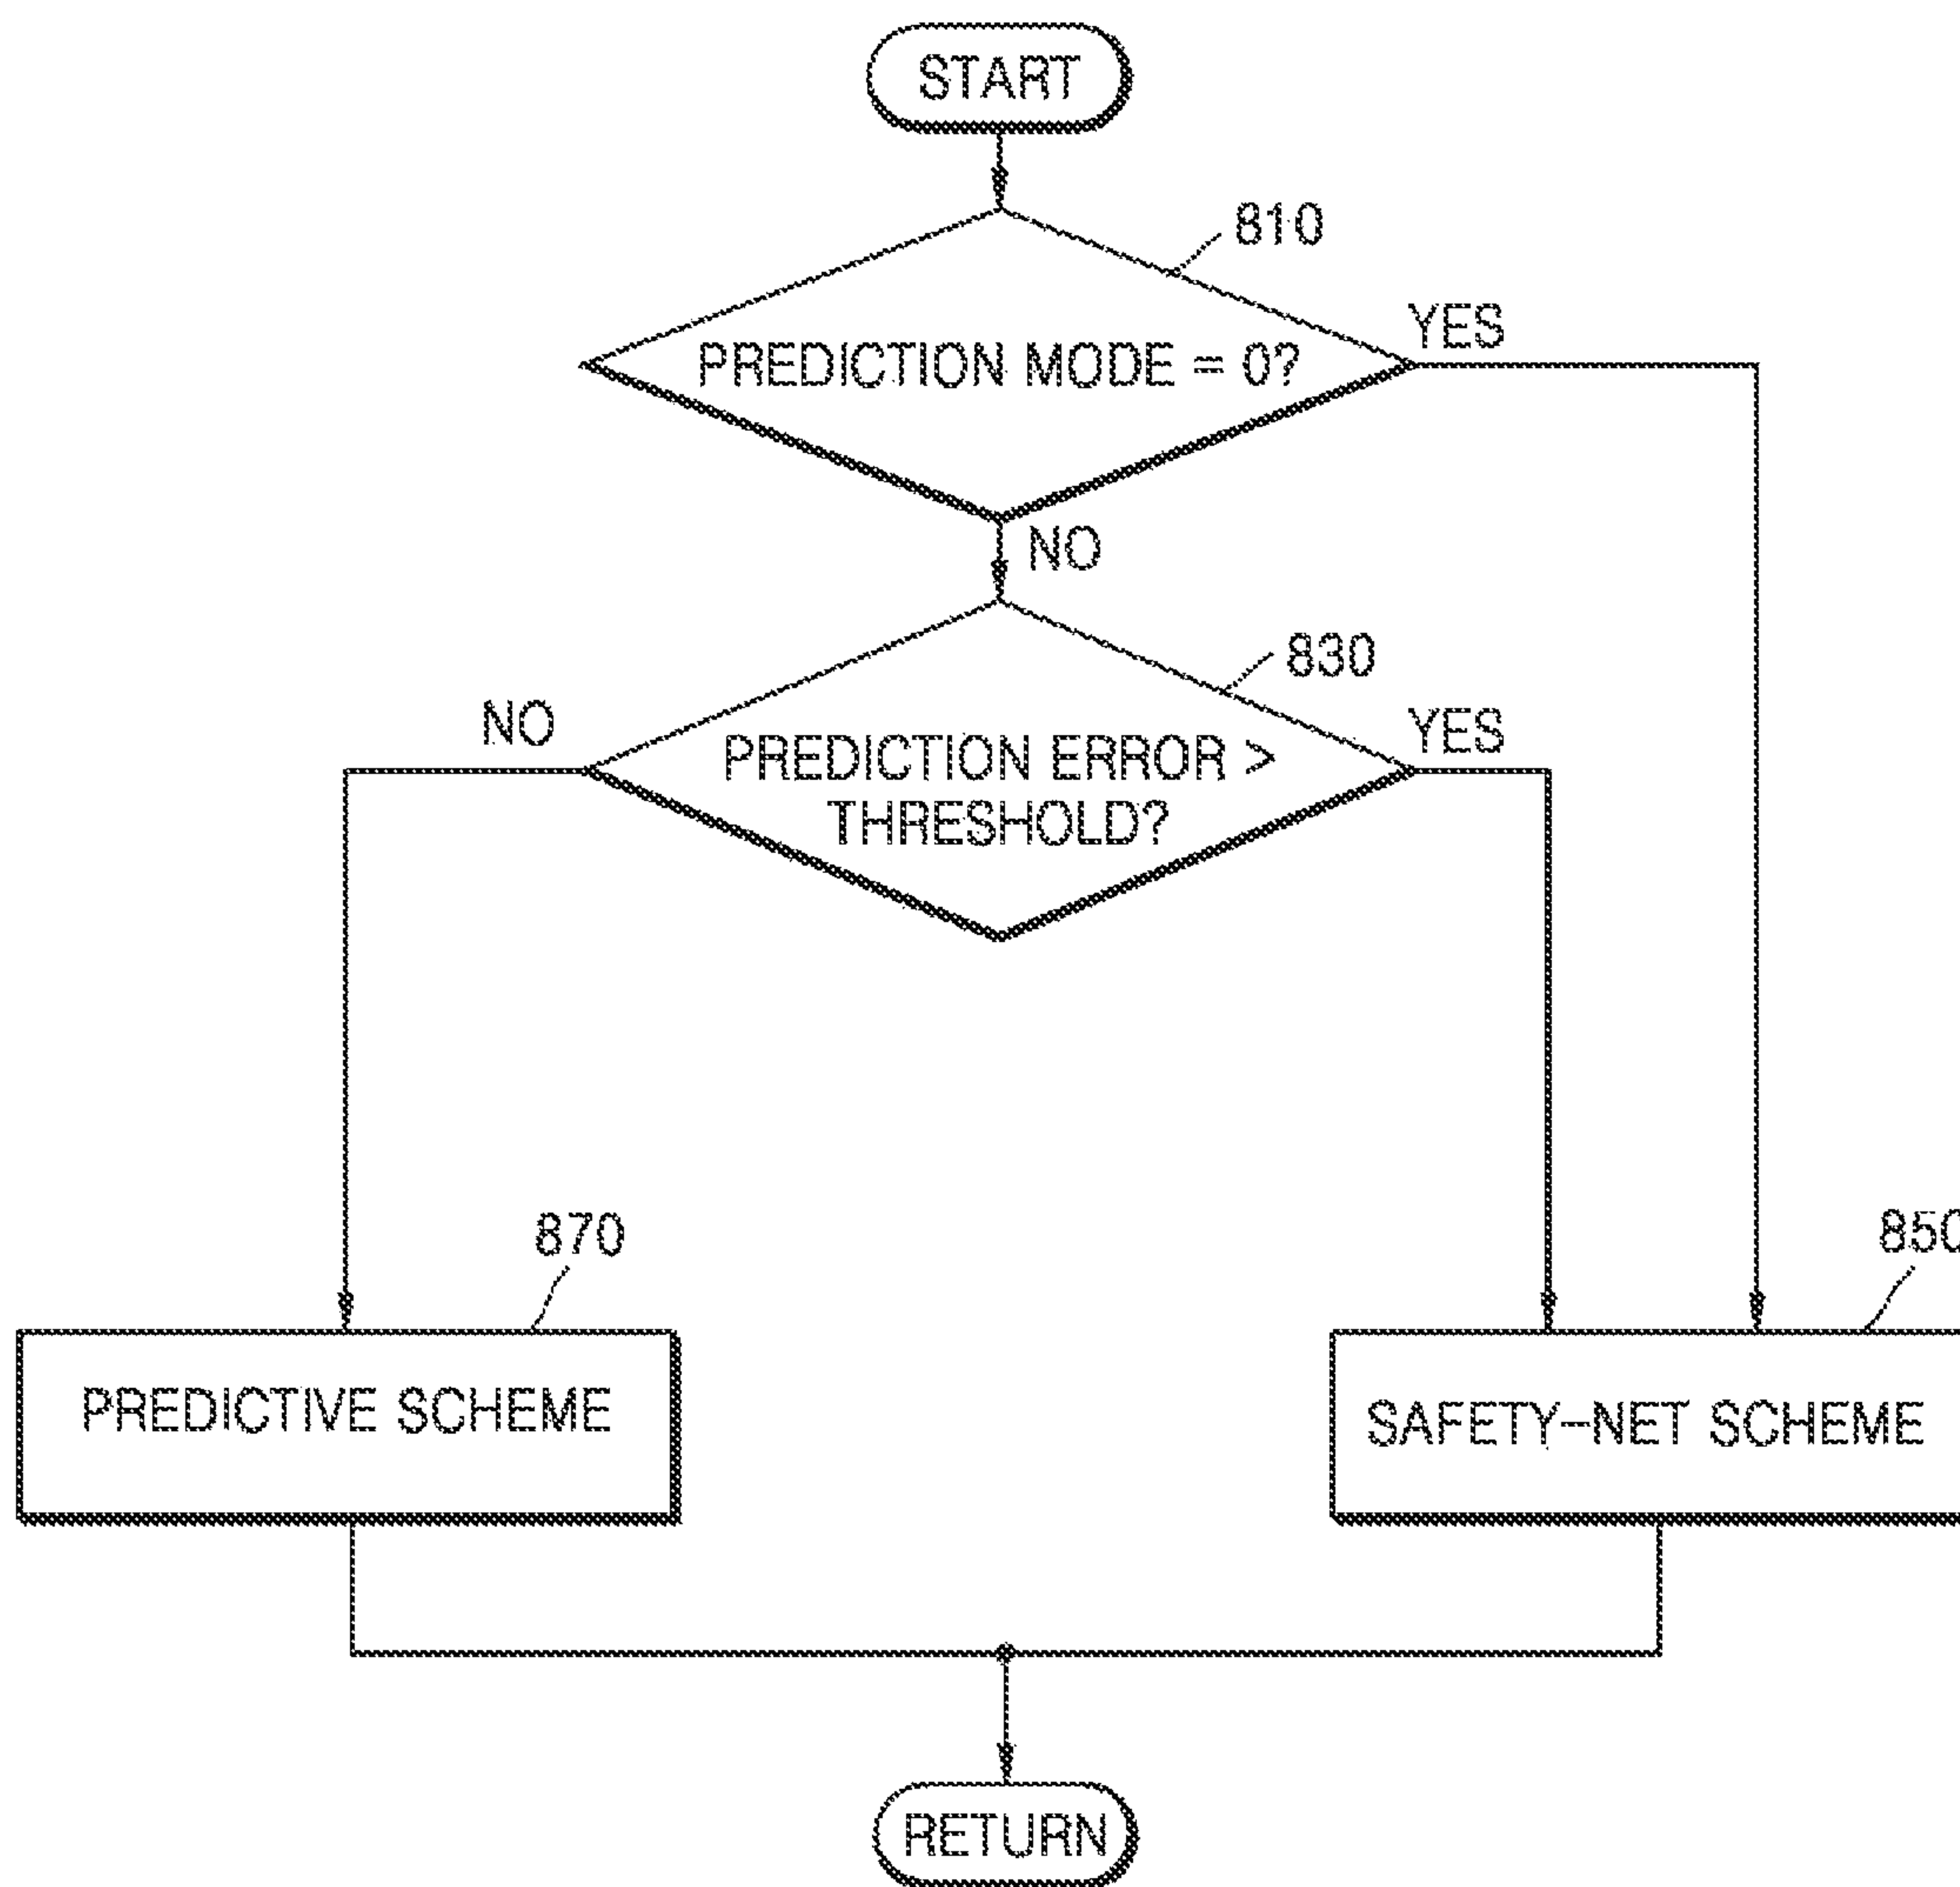 START
810
YES
PREDICTION MODE = 0?
NO
830
NO
YES
PREDICTION ERROR >
THRESHOLD?
870
850
PREDICTIVE SCHEME
SAFETY-NET SCHEME
RETURN